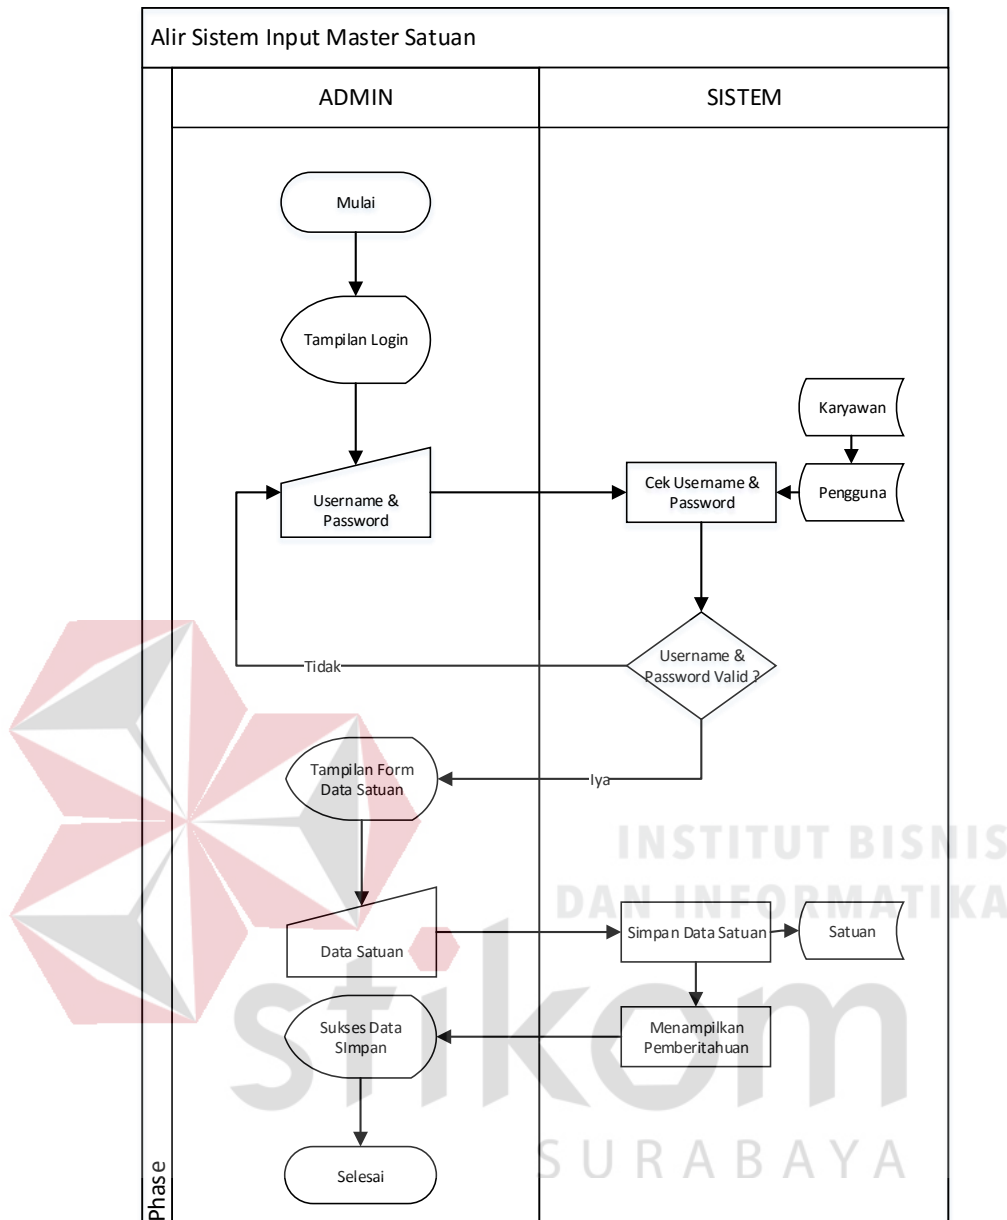 Alir Sistem Input Master Satuan
ADMIN
SISTEM
Mulai
Tampilan Login
Karyawan
Username &
Password
Cek Username &
Password
Pengguna
Username &
Password Valid ?
Tidak
Tampilan Form
Data Satuan
Iya
INSTITUT BISNIS
DAN INFORMATIKA
Data Satuan
Simpan Data Satuan
Satuan
stikom
Sukses Data
SImpan
Menampilkan
Pemberitahuan
SURABAYA
Selesai
Phase